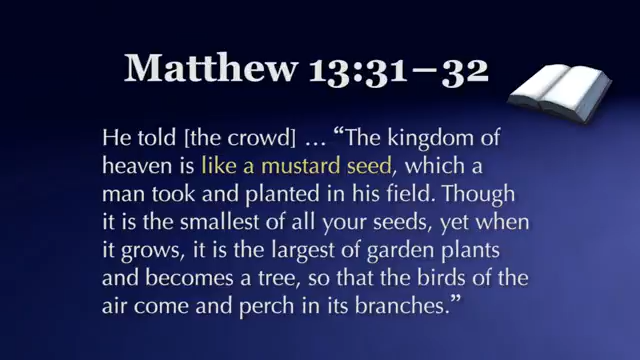 Matthew 13:31–32
He told [the crowd] … “The kingdom of
heaven is like a mustard seed, which a
man took and planted in his field. Though
it is the smallest of all your seeds, yet when
it grows, it is the largest of garden plants
and becomes a tree, so that the birds of the
air come and perch in its branches.”